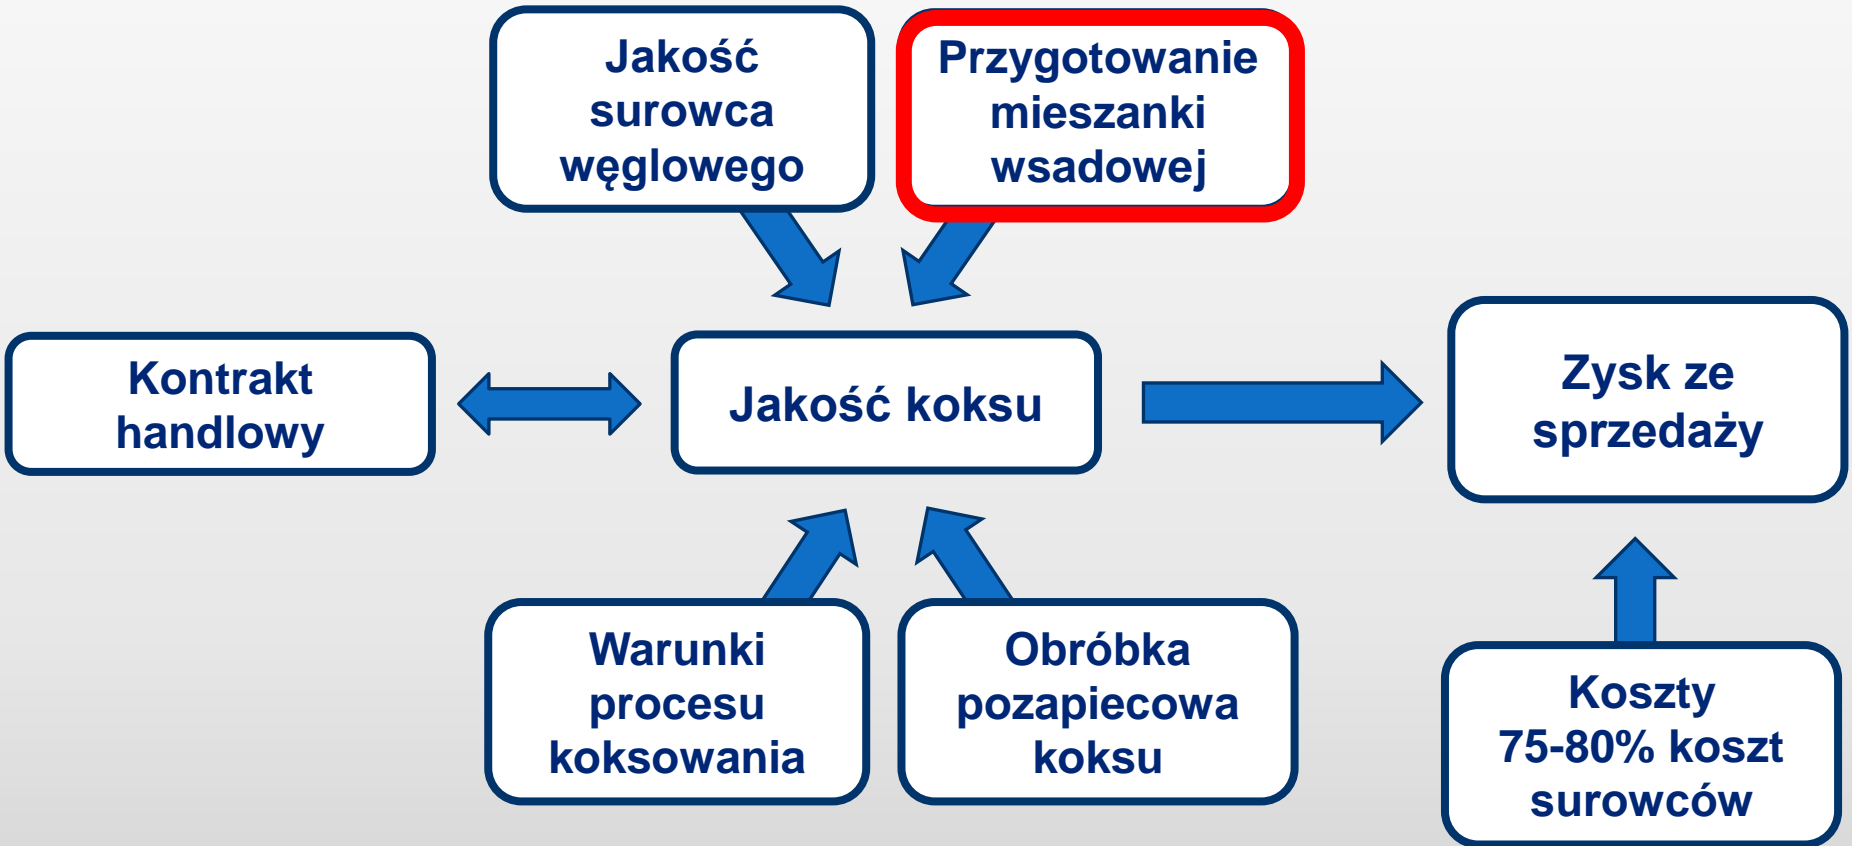 Jakość
surowca
węglowego
Przygotowanie
mieszanki
wsadowej
Kontrakt
handlowy
Jakość koksu
Zysk ze
sprzedaży
Warunki
procesu
koksowania
Obróbka
pozapiecowa
koksu
Koszty
75-80% koszt
surowców